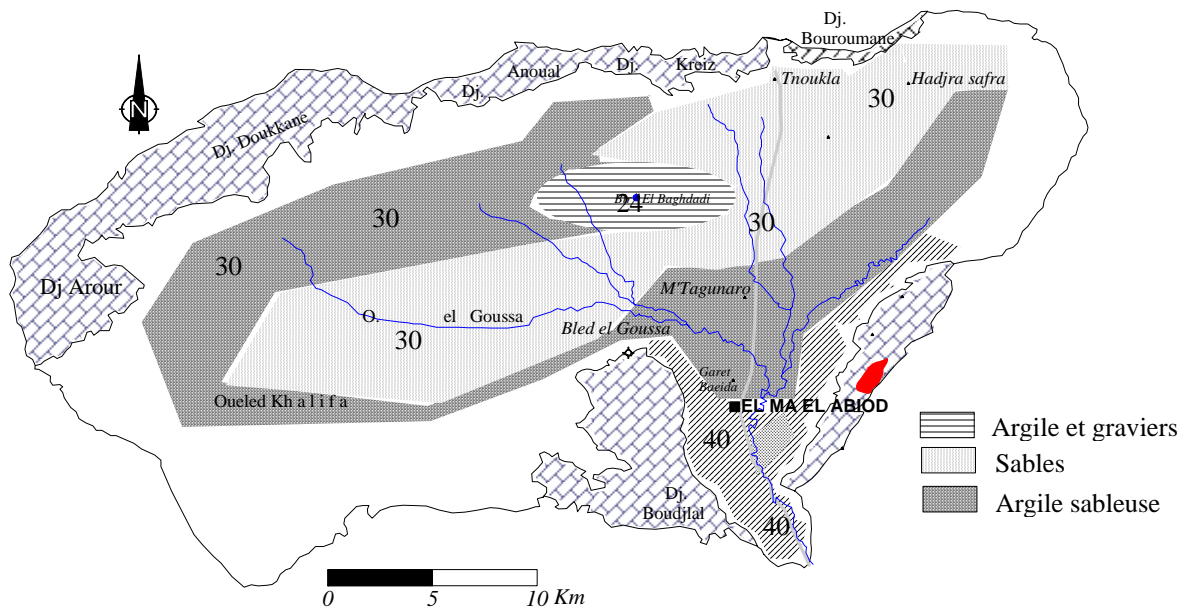 Dj.
Bouroumane
Dj.
Kreiz
Anoual
Dj.
Tnoukla
Hadjra safra
30
N
Dj. Doukkane
24
El Baghdadi
30
30
30
Dj Arour
M'Tagunaro
O. el Goussa
Bled el Goussa
30
Garet
Baeida
Oueled Kh a l i f a
EL MA EL ABIOD
40
Argile et graviers
Sables
Argile sableuse
Dj.
Boudjlal
40
0 5 10 Km